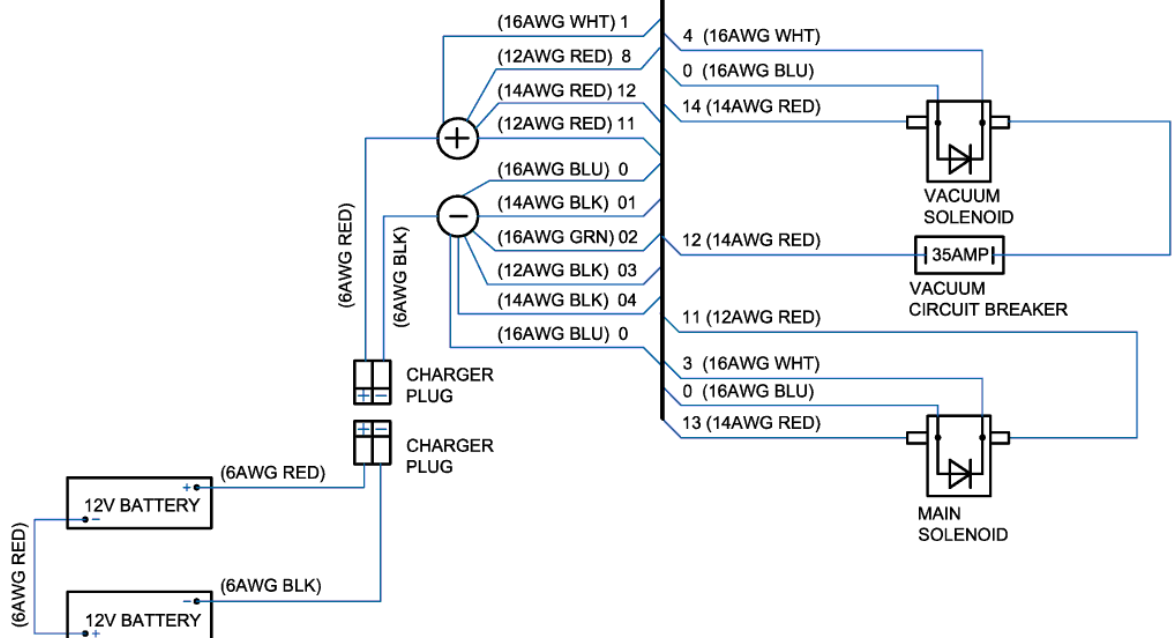 (16AWG WHT) 1
(12AWG RED) 8
(14AWG RED) 12
(12AWG RED) 11
+
(16AWG BLU) 0
(14AWG BLK) 01
−
(16AWG GRN) 02
(12AWG BLK) 03
(14AWG BLK) 04
(16AWG BLU) 0
(6AWG RED)
(6AWG BLK)
4 (16AWG WHT)
0 (16AWG BLU)
14 (14AWG RED)
VACUUM
SOLENOID
12 (14AWG RED)
35AMP
VACUUM
CIRCUIT BREAKER
11 (12AWG RED)
3 (16AWG WHT)
0 (16AWG BLU)
13 (14AWG RED)
MAIN
SOLENOID
+ −
CHARGER
PLUG
+ −
CHARGER
PLUG
(6AWG RED)
+
12V BATTERY
−
(6AWG RED)
(6AWG BLK)
−
12V BATTERY
+